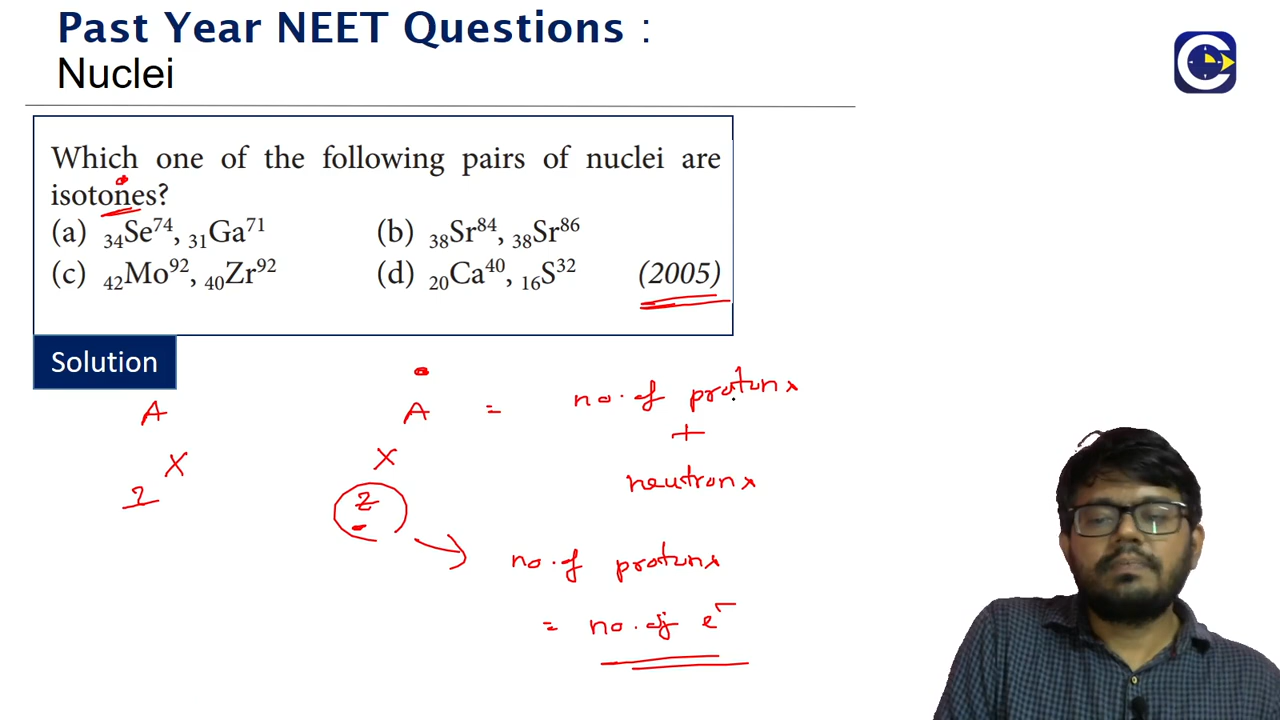 Past Year NEET Questions :
Nuclei
Which one of the following pairs of nuclei are
isotones?
(a) ₃₄Se⁷⁴, ₃₁Ga⁷¹ (b) ₃₈Sr⁸⁴, ₃₈Sr⁸⁶
(c) ₄₂Mo⁹², ₄₀Zr⁹² (d) ₂₀Ca⁴⁰, ₁₆S³² (2005)
Solution
A
X
Z
A = no. of protons
+
X neutrons
Z
no. of protons
= no. of e⁻